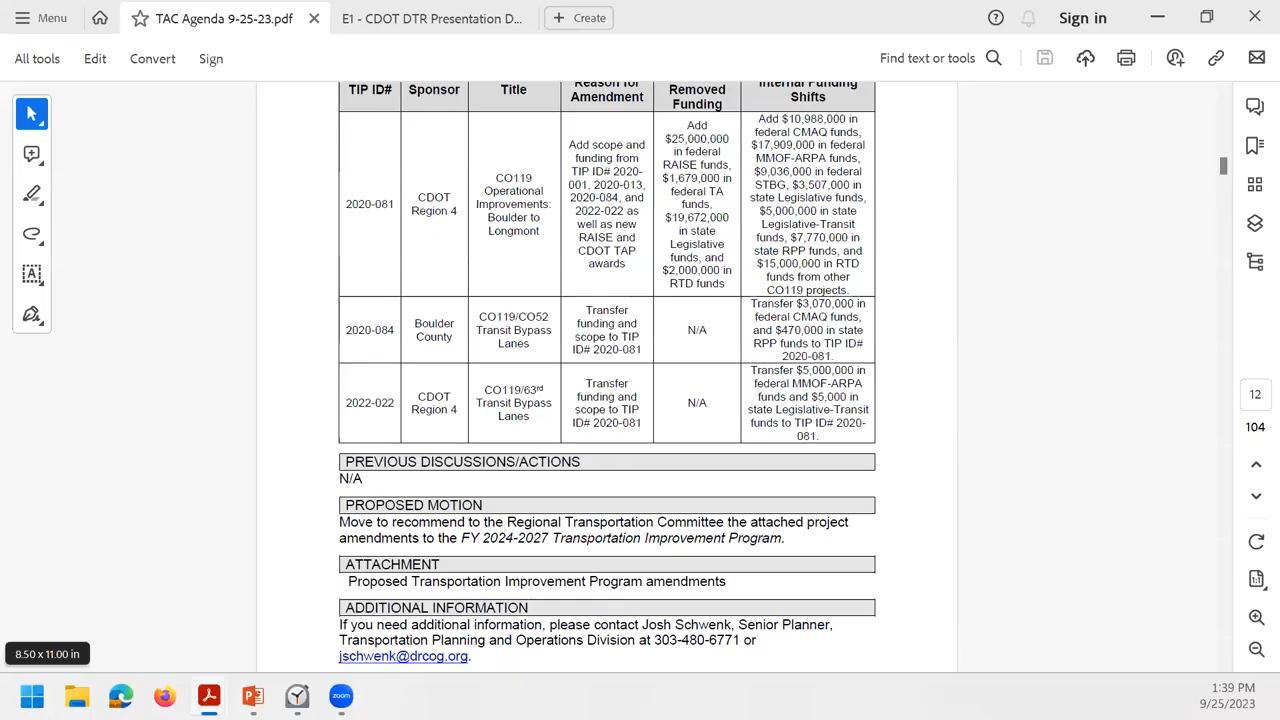 Menu
TAC Agenda 9-25-23.pdf
E1 - CDOT DTR Presentation D...
Create
Sign in
All tools
Edit
Convert
Sign
Find text or tools
TIP ID#
Sponsor
Title
Reason for
Amendment
Removed
Funding
Internal Funding
Shifts
2020-081
CDOT
Region 4
CO119
Operational
Improvements:
Boulder to
Longmont
Add scope and
funding from
TIP ID# 2020-
001, 2020-013,
2020-084, and
2022-022 as
well as new
RAISE and
CDOT TAP
awards
Add
$25,000,000
in federal
RAISE funds,
$1,679,000 in
federal TA
funds,
$19,672,000
in state
Legislative
funds, and
$2,000,000 in
RTD funds
Add $10,988,000 in
federal CMAQ funds,
$17,909,000 in federal
MMOF-ARPA funds,
$9,036,000 in federal
STBG, $3,507,000 in
state Legislative funds,
$5,000,000 in state
Legislative-Transit
funds, $7,770,000 in
state RPP funds, and
$15,000,000 in RTD
funds from other
CO119 projects.
2020-084
Boulder
County
CO119/CO52
Transit Bypass
Lanes
Transfer
funding and
scope to TIP
ID# 2020-081
N/A
Transfer $3,070,000 in
federal CMAQ funds,
and $470,000 in state
RPP funds to TIP ID#
2020-081.
2022-022
CDOT
Region 4
CO119/63rd
Transit Bypass
Lanes
Transfer
funding and
scope to TIP
ID# 2020-081
N/A
Transfer $5,000,000 in
federal MMOF-ARPA
funds and $5,000 in
state Legislative-Transit
funds to TIP ID# 2020-
081.
PREVIOUS DISCUSSIONS/ACTIONS
N/A
PROPOSED MOTION
Move to recommend to the Regional Transportation Committee the attached project
amendments to the FY 2024-2027 Transportation Improvement Program.
ATTACHMENT
Proposed Transportation Improvement Program amendments
ADDITIONAL INFORMATION
If you need additional information, please contact Josh Schwenk, Senior Planner,
Transportation Planning and Operations Division at 303-480-6771 or
jschwenk@drcog.org.
12
104
1:1
8.50 x 11.00 in
zoom
1:39 PM
9/25/2023